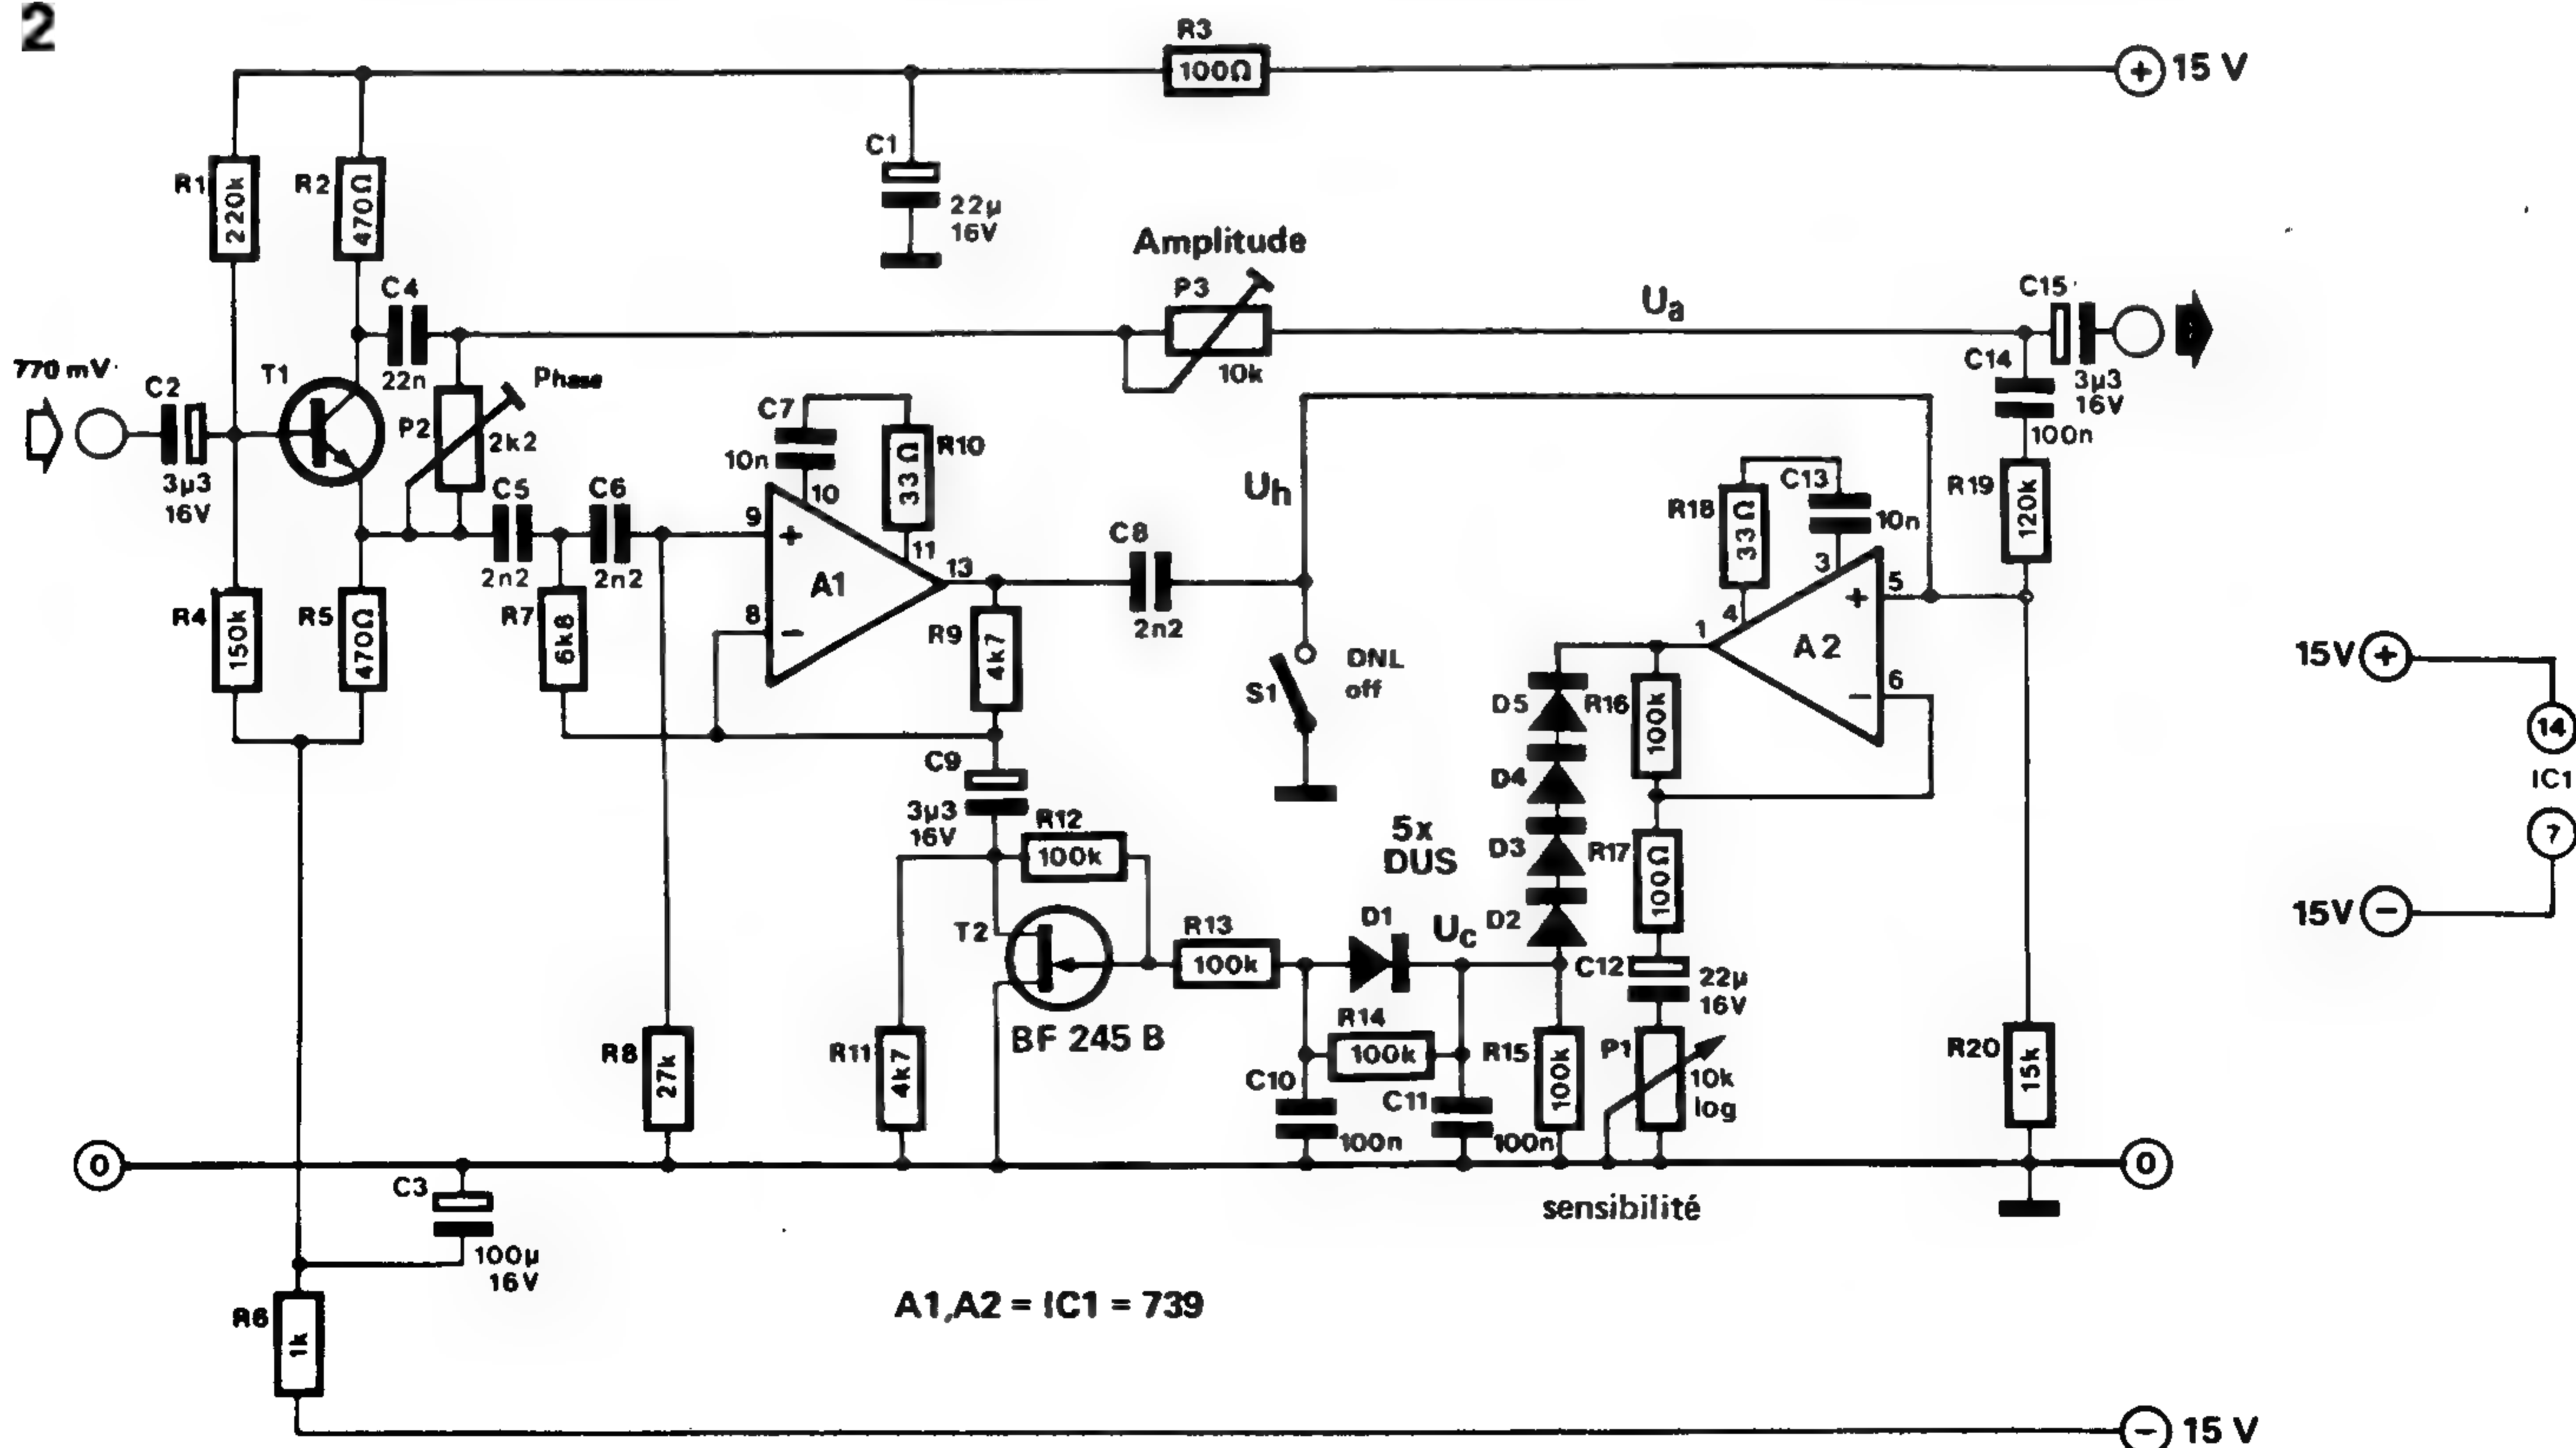 2
R3
100Ω
+ 15 V
R1
220k
R2
470Ω
C1
22µ
16V
Amplitude
P3
10k
Ua
C15
3µ3
16V
C14
100n
770 mV
C2
3µ3
16V
T1
C4
22n
Phase
P2
2k2
C5
2n2
C6
2n2
C7
10n
R10
33Ω
10
11
9
+
8
−
A1
13
C8
2n2
Uh
R18
33Ω
C13
10n
R19
120k
3
4
5
+
1
A2
6
−
R4
150k
R5
470Ω
R7
6k8
R9
4k7
S1
DNL
off
D5
R16
100k
D4
D3
D2
5x
DUS
R17
100Ω
15V +
14
IC1
7
15V −
C9
3µ3
16V
R12
100k
T2
BF 245 B
R13
100k
D1
Uc
C12
22µ
16V
R14
100k
R8
27k
R11
4k7
C10
100n
C11
100n
R15
100k
P1
10k
log
R20
15k
0
0
C3
100µ
16V
sensibilité
R6
1k
A1,A2 = IC1 = 739
− 15 V